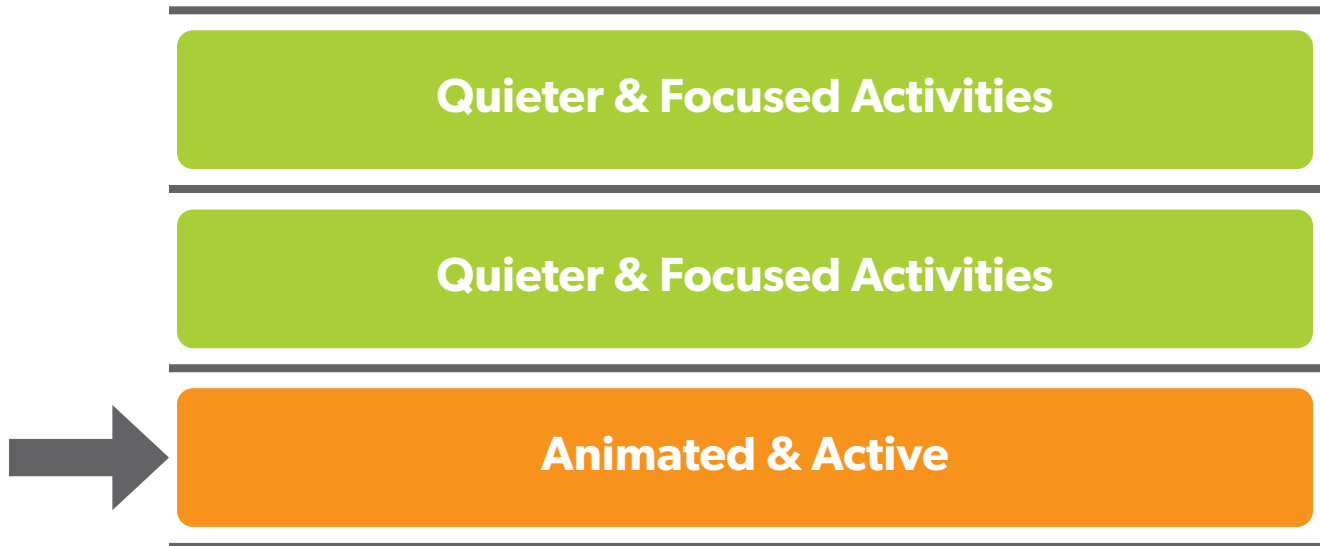 Quieter & Focused Activities
Quieter & Focused Activities
Animated & Active